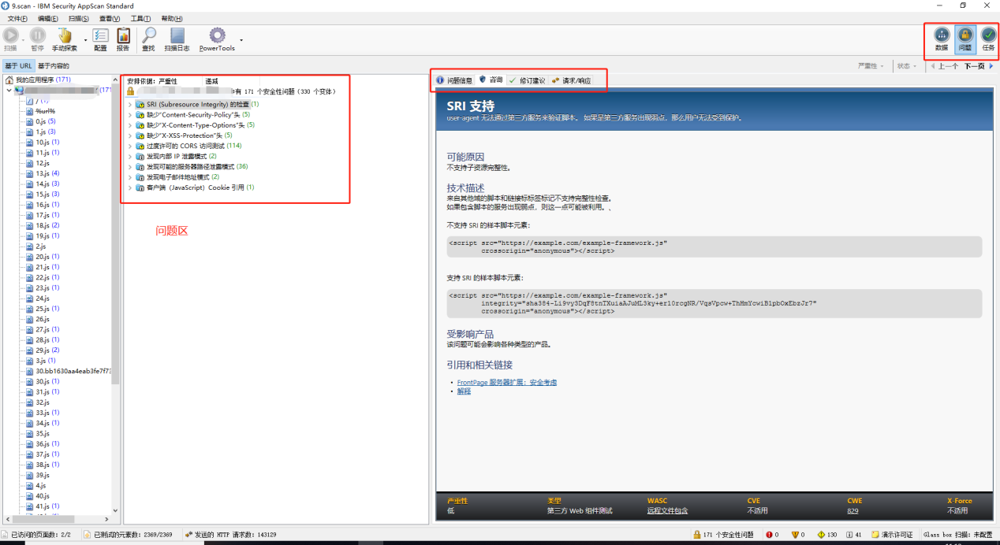 9.scan - IBM Security AppScan Standard
文件(F) 编辑(E) 扫描(S) 查看(V) 工具(T) 帮助(H)
扫描 暂停 手动探索 配置 报告 查找 扫描日志 PowerTools 数据 问题 任务
基于 URL 基于内容的 严重性 状态 上一个 下一页
我的应用程序 (171)
(171
/ (1)
%url%
0.js (5)
1.js (3)
10.js (1)
11.js (1)
12.js
13.js (4)
14.js (3)
15.js (3)
16.js (1)
17.js (1)
18.js (2)
19.js (1)
2.js
20.js (1)
21.js (1)
22.js (1)
23.js (1)
24.js
25.js (1)
26.js
27.js (1)
28.js (1)
29.js (2)
3.js (1)
30.bb1630aa4eab3fe7f73
30.js (1)
31.js (1)
32.js
33.js (1)
34.js (1)
35.js
36.js (1)
37.js (1)
38.js (1)
39.js
4.js
40.js
41.js (1)
安排依据: 严重性 递减
有 171 个安全性问题 (330 个变体)
SRI (Subresource Integrity) 的检查 (1)
缺少"Content-Security-Policy"头 (5)
缺少"X-Content-Type-Options"头 (5)
缺少"X-XSS-Protection"头 (5)
过度许可的 CORS 访问测试 (114)
发现内部 IP 泄露模式 (2)
发现可能的服务器路径泄露模式 (36)
发现电子邮件地址模式 (2)
客户端 (JavaScript) Cookie 引用 (1)
问题区
问题信息 咨询 修订建议 请求/响应
SRI 支持
user-agent 无法通过第三方服务来验证脚本。 如果是第三方服务出现弱点，那么用户无法受到保护。
可能原因
不支持子资源完整性。
技术描述
来自其他域的脚本和链接标标签标记不支持完整性检查。
如果包含脚本的服务出现弱点，则这一点可能被利用。、
不支持 SRI 的样本脚本元素：
<script src="https://example.com/example-framework.js"
crossorigin="anonymous"></script>
支持 SRI 的样本脚本元素：
<script src="https://example.com/example-framework.js"
integrity="sha384-Li9vy3DqF8tnTXuiaAJuML3ky+er10rcgNR/VqsVpcw+ThHmYcwiB1pbOxEbzJr7"
crossorigin="anonymous"></script>
受影响产品
该问题可能会影响各种类型的产品。
引用和相关链接
FrontPage 服务器扩展：安全考虑
解释
严重性 类型 WASC CVE CWE X-Force
低 第三方 Web 组件测试 远程文件包含 不适用 829 不适用
已访问的页面数: 2/2 已测试的元素数: 2369/2369 发送的 HTTP 请求数: 143129 171 个安全性问题 0 0 130 41 演示许可证 Glass box 扫描: 未配置